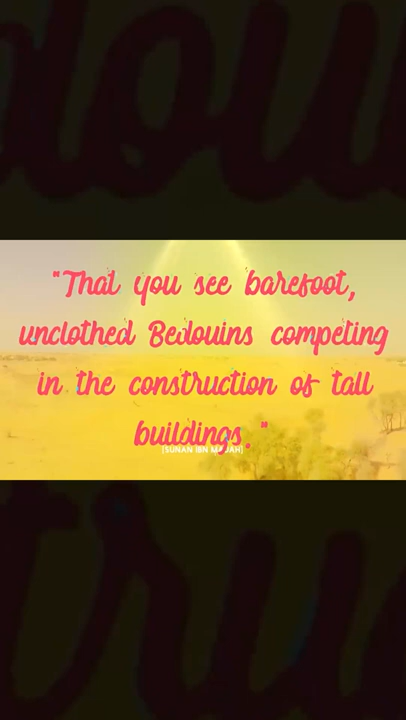 "That you see barefoot,
unclothed Bedouins competing
in the construction of tall
buildings."
(SUNAN IBN MAJAH)